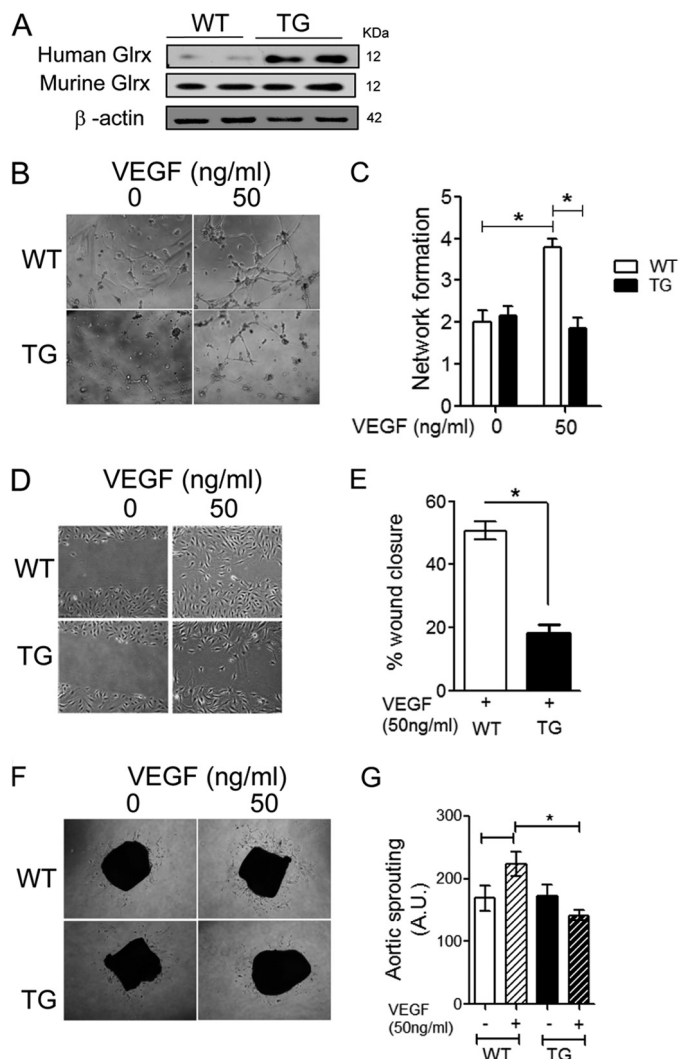 A
WT TG KDa
Human Glrx 12
Murine Glrx 12
β -actin 42
B
VEGF (ng/ml)
0 50
WT
TG
C
Network formation
5
4
3
2
1
0
* *
WT
TG
VEGF (ng/ml) 0 50
D
VEGF (ng/ml)
0 50
WT
TG
E
% wound closure
60
40
20
0
*
VEGF + +
(50ng/ml) WT TG
F
VEGF (ng/ml)
0 50
WT
TG
G
Aortic sprouting
(A.U.)
300
200
150
100
0
*
VEGF - + - +
(50ng/ml)
WT TG